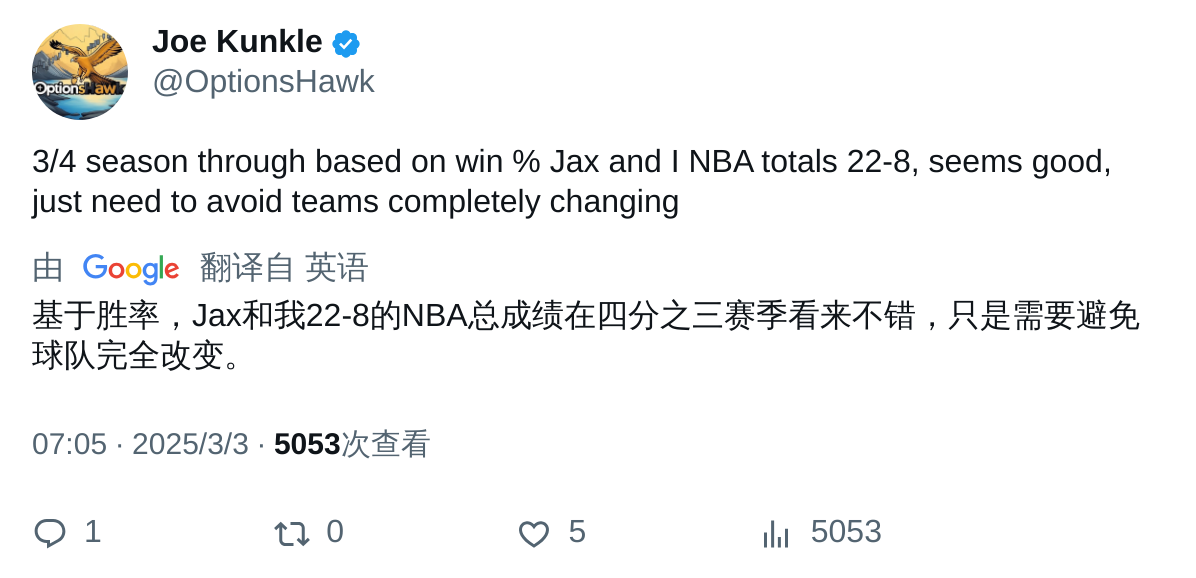 Joe Kunkle
@OptionsHawk
OptionsHawk
3/4 season through based on win % Jax and I NBA totals 22-8, seems good,
just need to avoid teams completely changing
由 Google 翻译自 英语
基于胜率，Jax和我22-8的NBA总成绩在四分之三赛季看来不错，只是需要避免
球队完全改变。
07:05 · 2025/3/3 · 5053次查看
1 0 5 5053